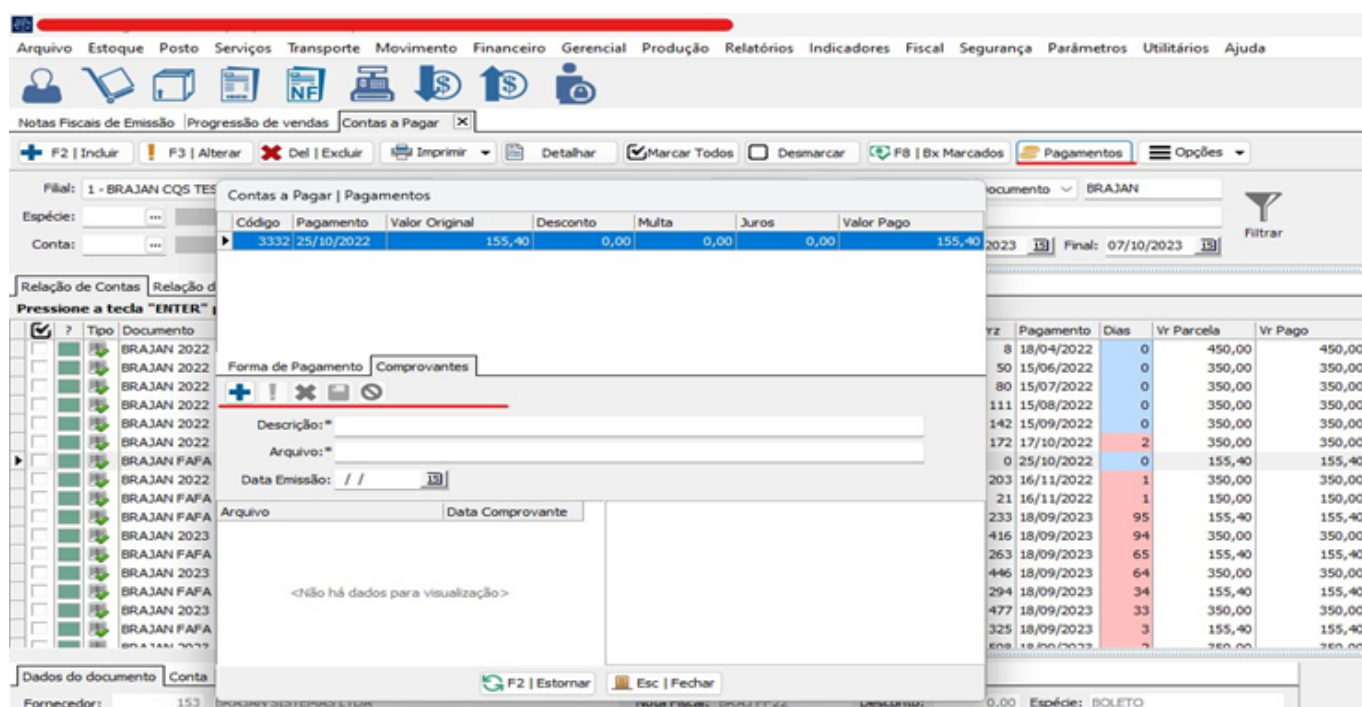 Arquivo Estoque Posto Serviços Transporte Movimento Financeiro Gerencial Produção Relatórios Indicadores Fiscal Segurança Parâmetros Utilitários Ajuda
NF
Notas Fiscais de Emissão Progressão de vendas Contas a Pagar
F2 | Incluir F3 | Alterar Del | Excluir Imprimir Detalhar Marcar Todos Desmarcar F8 | Bx Marcados Pagamentos Opções
Filial: 1 - BRAJAN CQS TES Contas a Pagar | Pagamentos ocumento BRAJAN
Espécie: Código Pagamento Valor Original Desconto Multa Juros Valor Pago
Conta: 3332 25/10/2022 155,40 0,00 0,00 0,00 155,40 2023 Final: 07/10/2023 Filtrar
Relação de Contas Relação d
Pressione a tecla "ENTER"
? Tipo Documento rz Pagamento Dias Vr Parcela Vr Pago
BRAJAN 2022 8 18/04/2022 0 450,00 450,00
BRAJAN 2022 Forma de Pagamento Comprovantes 50 15/06/2022 0 350,00 350,00
BRAJAN 2022 80 15/07/2022 0 350,00 350,00
BRAJAN 2022 111 15/08/2022 0 350,00 350,00
BRAJAN 2022 Descrição:* 142 15/09/2022 0 350,00 350,00
BRAJAN 2022 Arquivo:* 172 17/10/2022 2 350,00 350,00
BRAJAN FAFA 0 25/10/2022 0 155,40 155,40
BRAJAN 2022 Data Emissão: / / 203 16/11/2022 1 350,00 350,00
BRAJAN FAFA 21 16/11/2022 1 150,00 150,00
BRAJAN FAFA Arquivo Data Comprovante 233 18/09/2023 95 155,40 155,40
BRAJAN 2023 416 18/09/2023 94 350,00 350,00
BRAJAN FAFA 263 18/09/2023 65 155,40 155,40
BRAJAN 2023 446 18/09/2023 64 350,00 350,00
BRAJAN FAFA <Não há dados para visualização> 294 18/09/2023 34 155,40 155,40
BRAJAN 2023 477 18/09/2023 33 350,00 350,00
BRAJAN FAFA 325 18/09/2023 3 155,40 155,40
Dados do documento Conta F2 | Estornar Esc | Fechar
Fornecedor: 153 0,00 Espécie: BOLETO